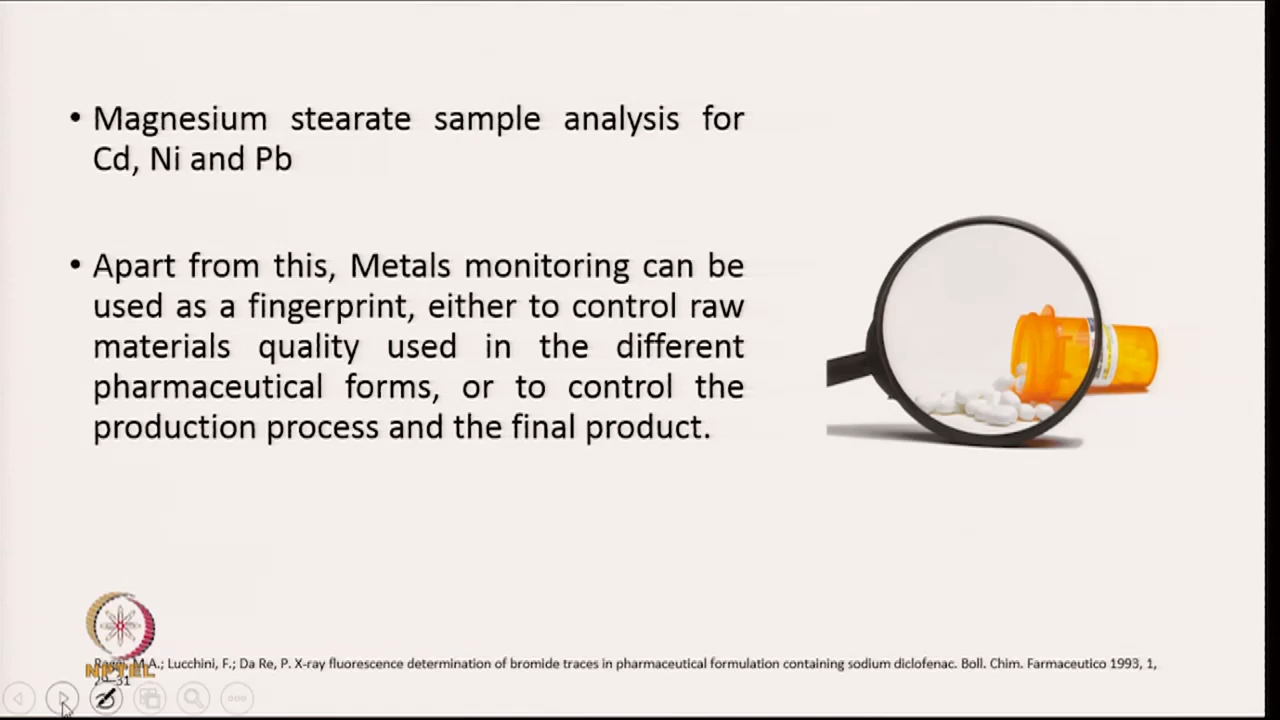 • Magnesium stearate sample analysis for
Cd, Ni and Pb
• Apart from this, Metals monitoring can be
used as a fingerprint, either to control raw
materials quality used in the different
pharmaceutical forms, or to control the
production process and the final product.
NPTEL
M.A.; Lucchini, F.; Da Re, P. X-ray fluorescence determination of bromide traces in pharmaceutical formulation containing sodium diclofenac. Boll. Chim. Farmaceutico 1993, 1,
31